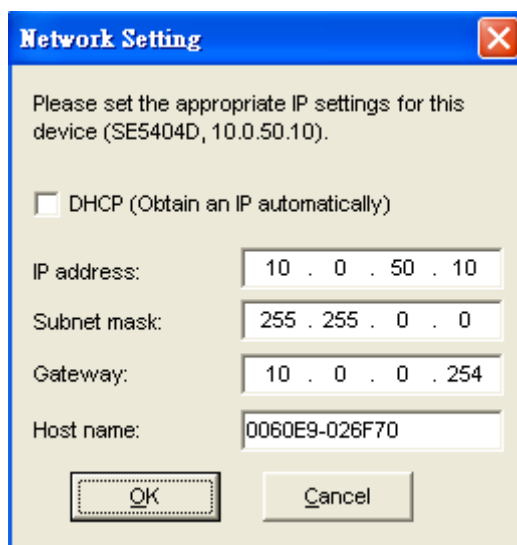 Network Setting
Please set the appropriate IP settings for this
device (SE5404D, 10.0.50.10).
DHCP (Obtain an IP automatically)
IP address: 10 . 0 . 50 . 10
Subnet mask: 255 . 255 . 0 . 0
Gateway: 10 . 0 . 0 . 254
Host name: 0060E9-026F70
OK Cancel